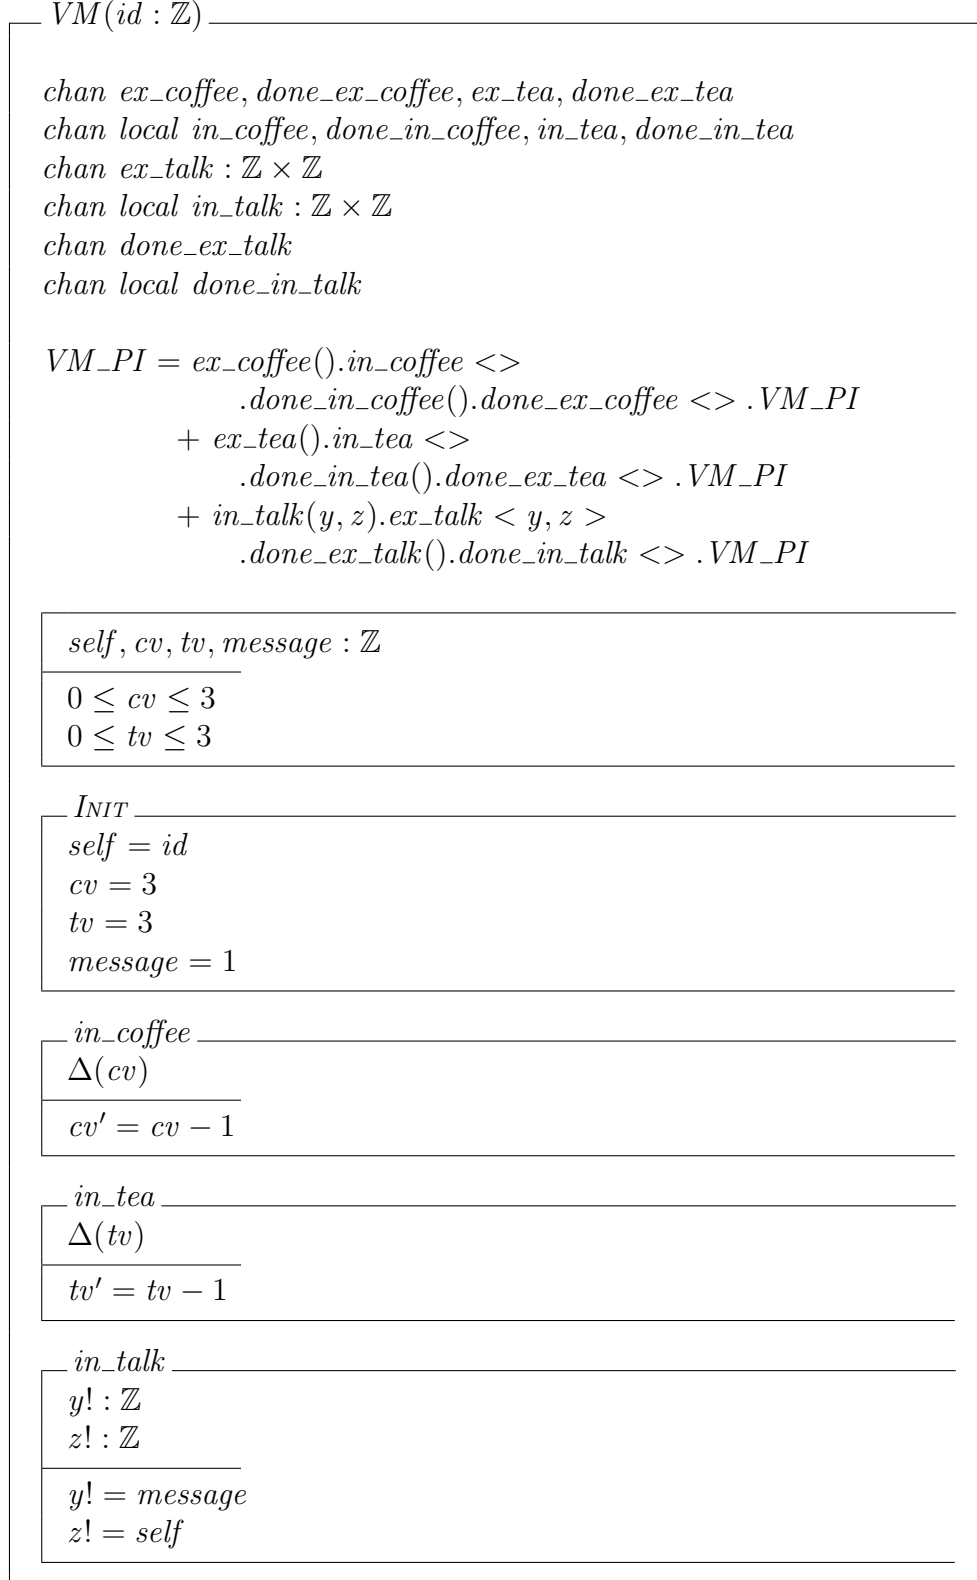 VM(id : ℤ)
chan ex_coffee, done_ex_coffee, ex_tea, done_ex_tea
chan local in_coffee, done_in_coffee, in_tea, done_in_tea
chan ex_talk : ℤ × ℤ
chan local in_talk : ℤ × ℤ
chan done_ex_talk
chan local done_in_talk
VM_PI = ex_coffee().in_coffee <>
.done_in_coffee().done_ex_coffee <> .VM_PI
+ ex_tea().in_tea <>
.done_in_tea().done_ex_tea <> .VM_PI
+ in_talk(y, z).ex_talk < y, z >
.done_ex_talk().done_in_talk <> .VM_PI
self, cv, tv, message : ℤ
0 ≤ cv ≤ 3
0 ≤ tv ≤ 3
INIT
self = id
cv = 3
tv = 3
message = 1
in_coffee
Δ(cv)
cv′ = cv − 1
in_tea
Δ(tv)
tv′ = tv − 1
in_talk
y! : ℤ
z! : ℤ
y! = message
z! = self